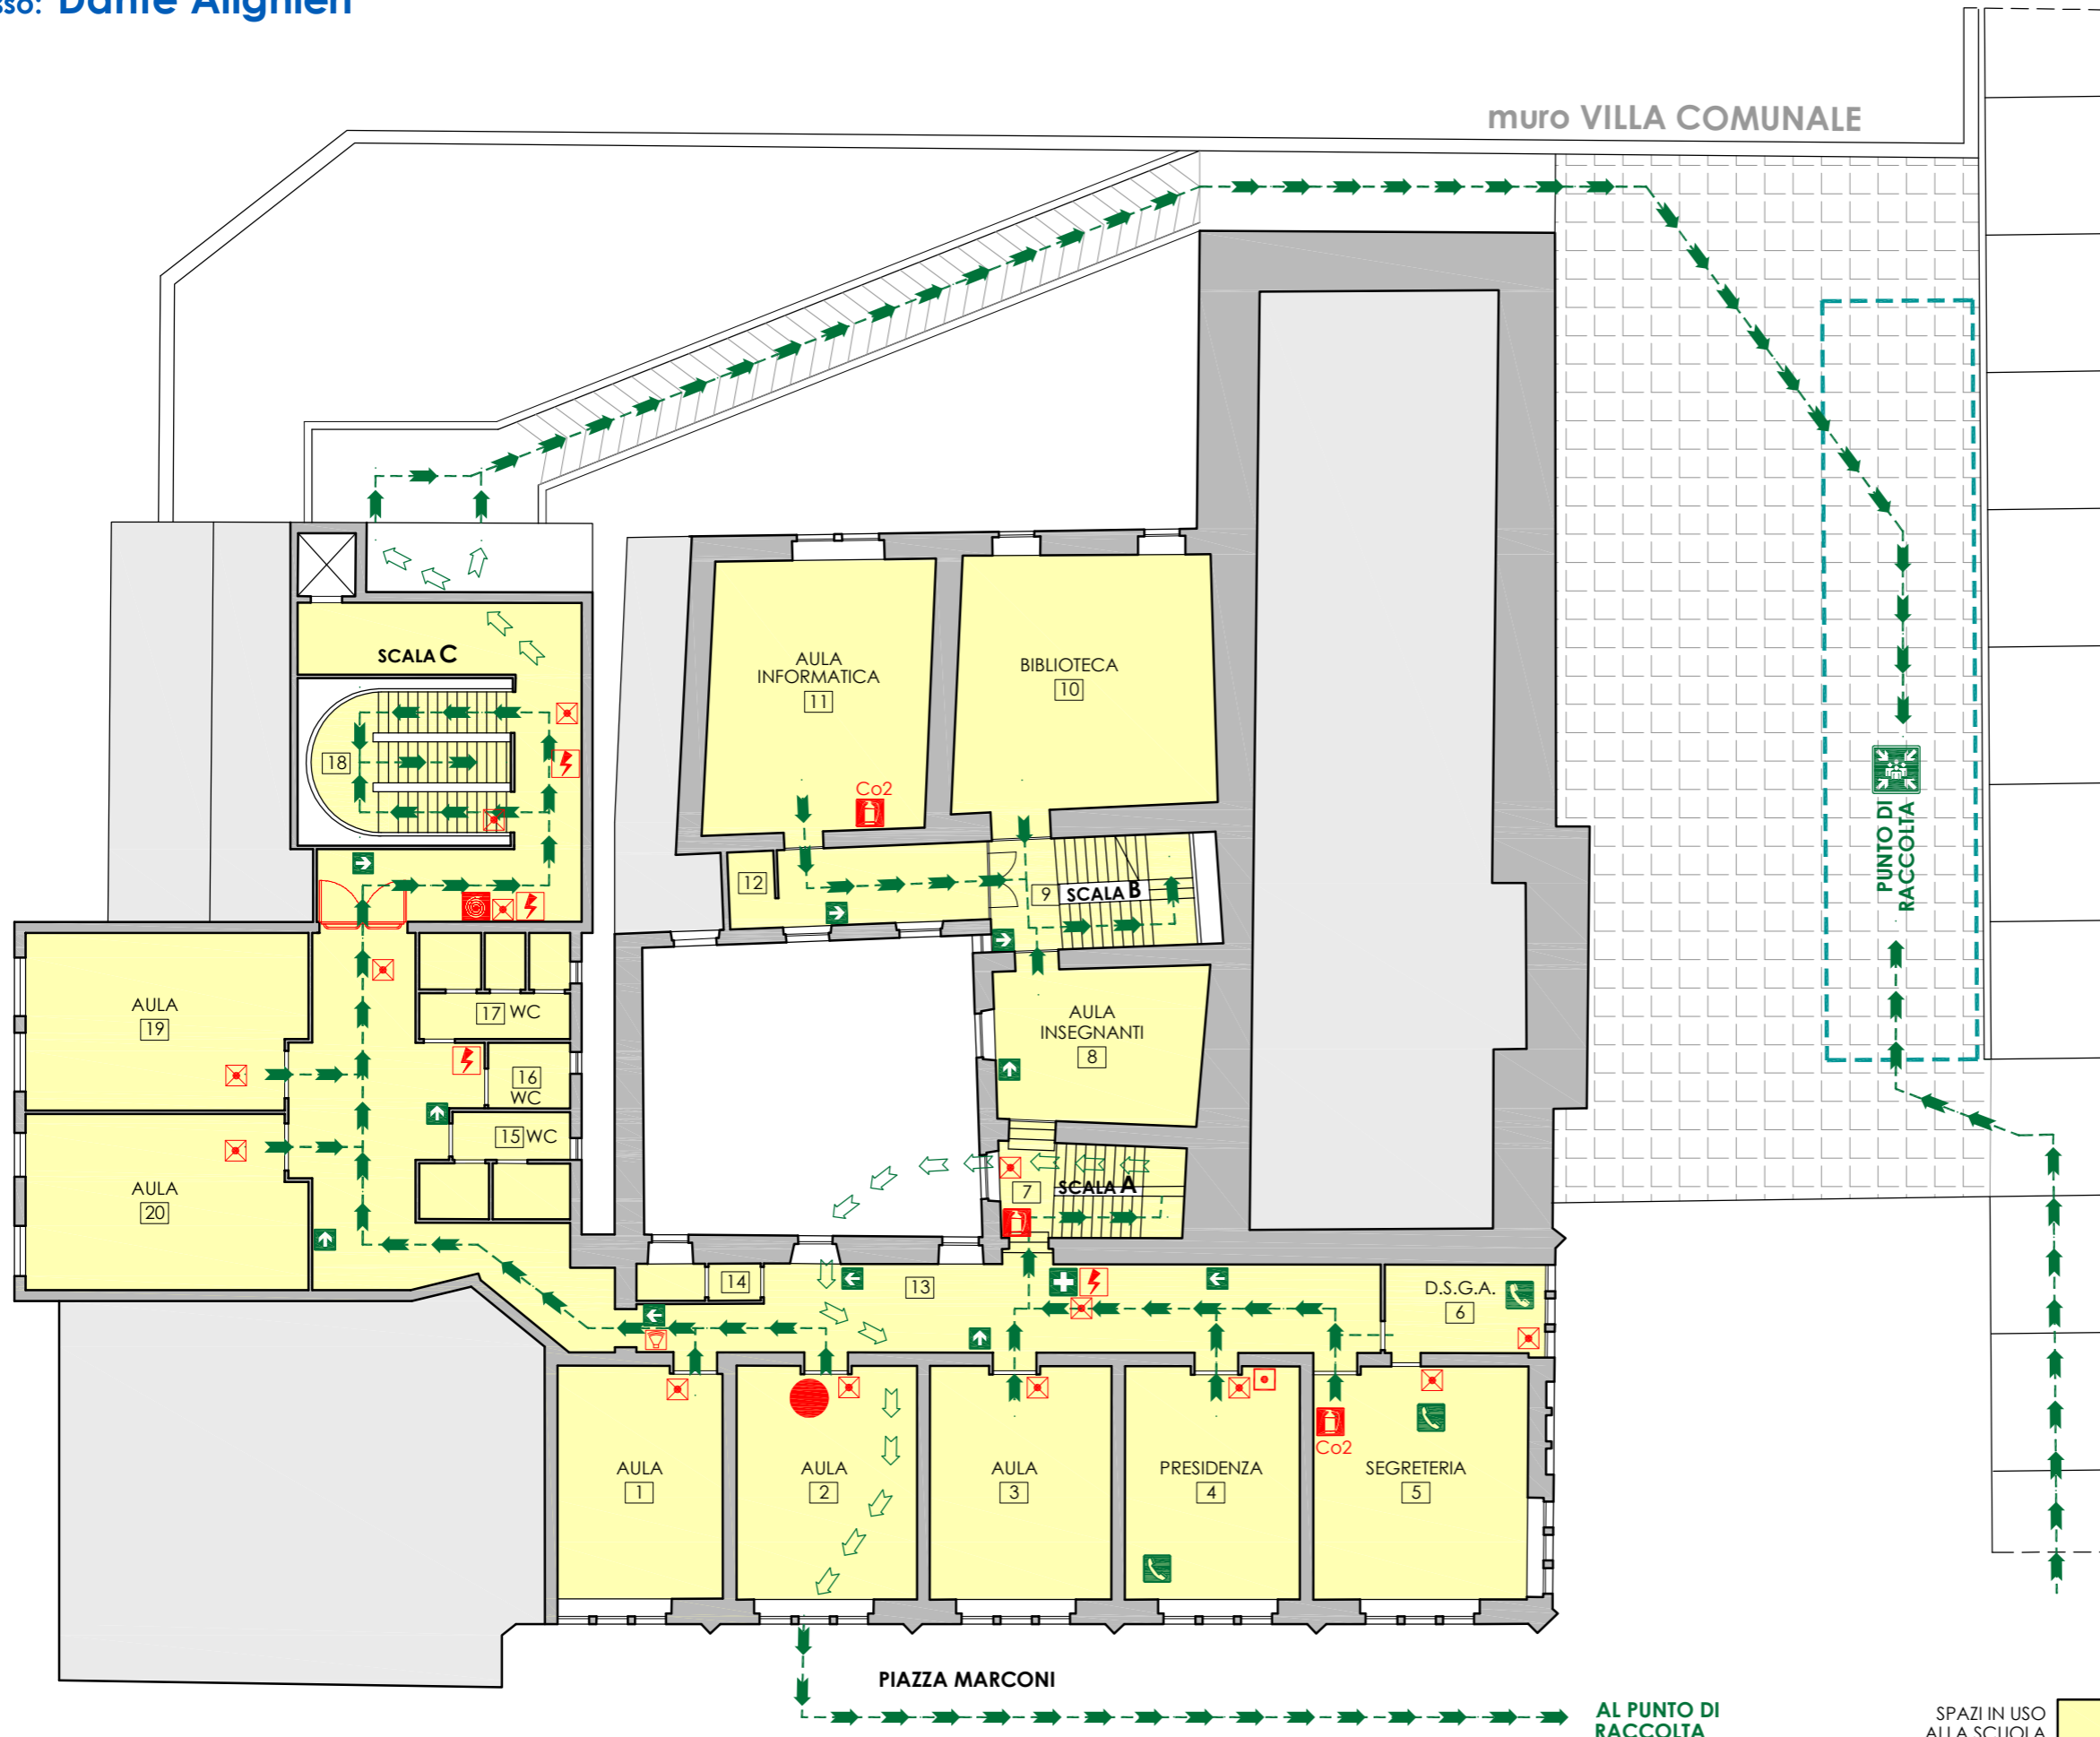 sso: Dante Alighieri
muro VILLA COMUNALE
SCALA C
18
AULA
INFORMATICA
11
BIBLIOTECA
10
Co2
12
9
SCALA B
PUNTO DI
RACCOLTA
AULA
19
17 WC
16
WC
15 WC
AULA
INSEGNANTI
8
AULA
20
7
SCALA A
14
13
D.S.G.A.
6
AULA
1
AULA
2
AULA
3
PRESIDENZA
4
Co2
SEGRETERIA
5
PIAZZA MARCONI
AL PUNTO DI
RACCOLTA
SPAZI IN USO
ALLA SCUOLA